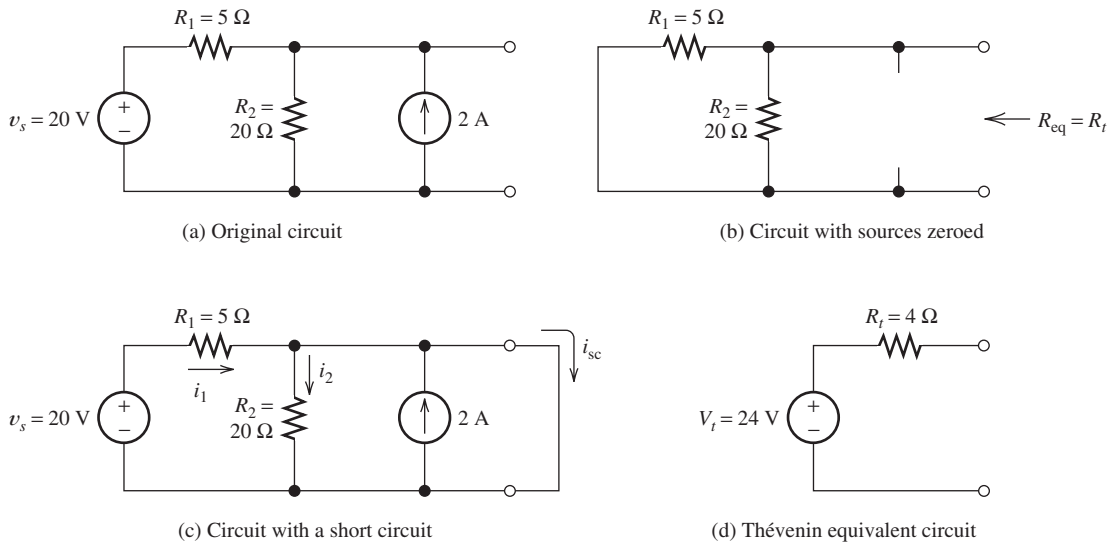 R₁ = 5 Ω
vₛ = 20 V
+
−
R₂ =
20 Ω
2 A
(a) Original circuit
R₁ = 5 Ω
R₂ =
20 Ω
R_eq = Rₜ
(b) Circuit with sources zeroed
R₁ = 5 Ω
i₁
i₂
i_sc
vₛ = 20 V
+
−
R₂ =
20 Ω
2 A
(c) Circuit with a short circuit
Rₜ = 4 Ω
Vₜ = 24 V
+
−
(d) Thévenin equivalent circuit